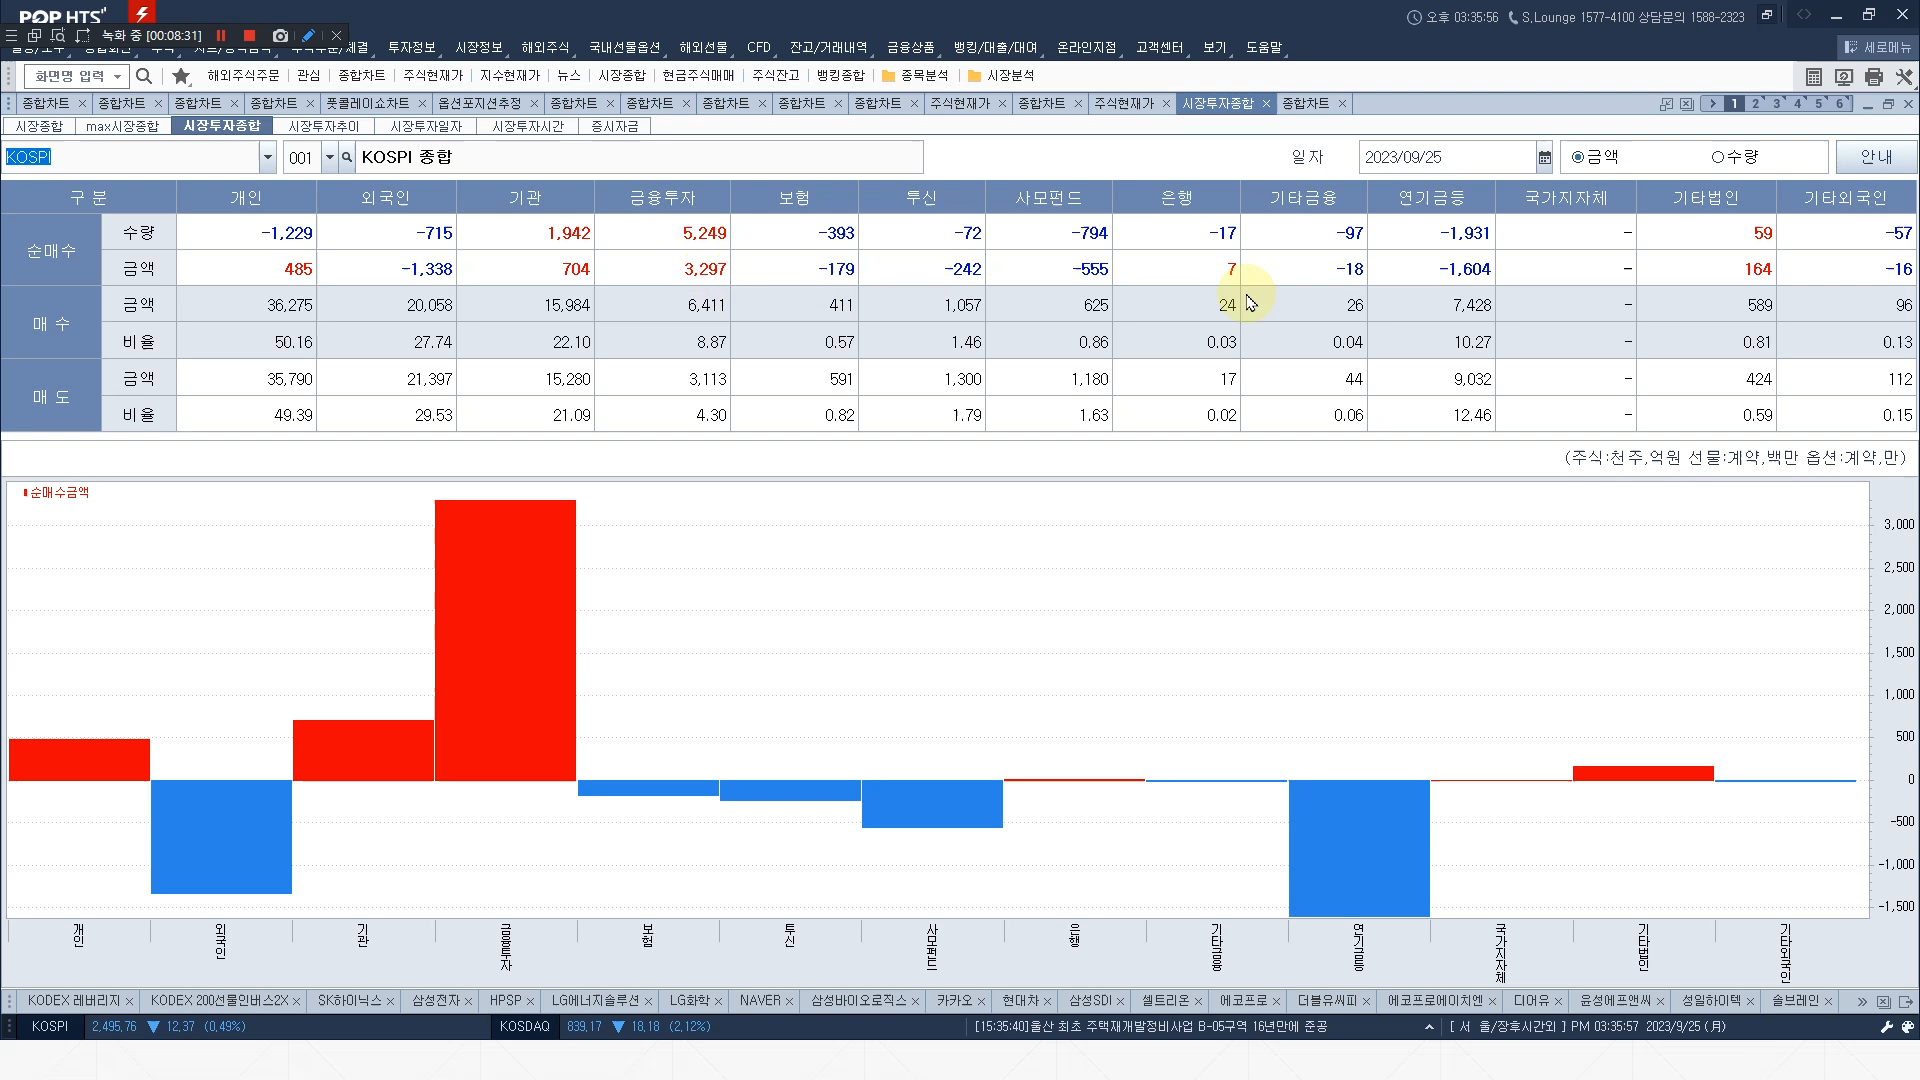 POP HTS
오후 03:35:56 S.Lounge 1577-4100 상담문의 1588-2323
녹화 중 [00:08:31]
투자정보 시장정보 해외주식 국내선물옵션 해외선물 CFD 잔고/거래내역 금융상품 뱅킹/대출/대여 온라인지점 고객센터 보기 도움말 세로메뉴
화면명 입력 해외주식주문 관심 종합차트 주식현재가 지수현재가 뉴스 시장종합 현금주식매매 주식잔고 뱅킹종합 종목분석 시장분석
종합차트 종합차트 종합차트 종합차트 풋콜레이쇼차트 옵션포지션추정 종합차트 종합차트 종합차트 종합차트 종합차트 주식현재가 종합차트 주식현재가 시장투자종합 종합차트 1 2 3 4 5 6
시장종합 max시장종합 시장투자종합 시장투자추이 시장투자일자 시장투자시간 증시자금
KOSPI 001 KOSPI 종합 일자 2023/09/25 금액 수량 안내
구 분 개인 외국인 기관 금융투자 보험 투신 사모펀드 은행 기타금융 연기금등 국가지자체 기타법인 기타외국인
순매수 수량 -1,229 -715 1,942 5,249 -393 -72 -794 -17 -97 -1,931 - 59 -57
금액 485 -1,338 704 3,297 -179 -242 -555 7 -18 -1,604 - 164 -16
매 수 금액 36,275 20,058 15,984 6,411 411 1,057 625 24 26 7,428 - 589 96
비율 50.16 27.74 22.10 8.87 0.57 1.46 0.86 0.03 0.04 10.27 - 0.81 0.13
매 도 금액 35,790 21,397 15,280 3,113 591 1,300 1,180 17 44 9,032 - 424 112
비율 49.39 29.53 21.09 4.30 0.82 1.79 1.63 0.02 0.06 12.46 - 0.59 0.15
(주식:천주,억원 선물:계약,백만 옵션:계약,만)
순매수금액
3,000
2,500
2,000
1,500
1,000
500
0
-500
-1,000
-1,500
개인 외국인 기관 금융투자 보험 투신 사모펀드 은행 기타금융 연기금등 국가지자체 기타법인 기타외국인
KODEX 레버리지 KODEX 200선물인버스2X SK하이닉스 삼성전자 HPSP LG에너지솔루션 LG화학 NAVER 삼성바이오로직스 카카오 현대차 삼성SDI 셀트리온 에코프로 더블유씨피 에코프로에이치엔 디어유 윤성에프앤씨 성일하이텍 솔브레인
KOSPI 2,495.76 ▼ 12.37 (0.49%) KOSDAQ 839.17 ▼ 18.18 (2.12%) [15:35:40]울산 최초 주택재개발정비사업 B-05구역 16년만에 준공 [ 서 울/장후시간외 ] PM 03:35:57 2023/9/25 (月)